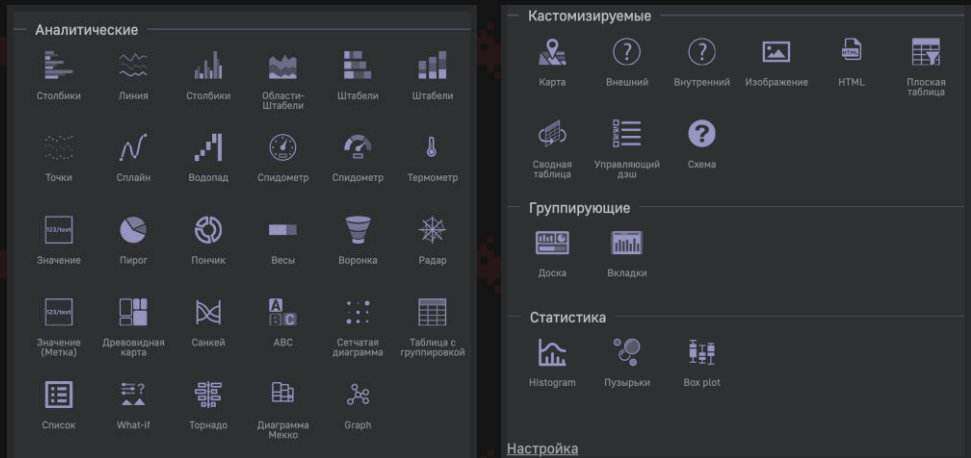 Аналитические
Столбики
Линия
Столбики
Области-
Штабели
Штабели
Штабели
Точки
Сплайн
Водопад
Спидометр
Спидометр
Термометр
123/text
Значение
Пирог
Пончик
Весы
Воронка
Радар
123/text
Значение
(Метка)
Древовидная
карта
Санкей
A
B C
ABC
Сетчатая
диаграмма
Таблица с
группировкой
Список
?
What-if
Торнадо
Диаграмма
Мекко
Graph
Кастомизируемые
Карта
?
Внешний
?
Внутренний
Изображение
HTML
HTML
Плоская
таблица
Сводная
таблица
Управляющий
дэш
?
Схема
Группирующие
Доска
Вкладки
Статистика
Histogram
Пузырьки
Box plot
Настройка